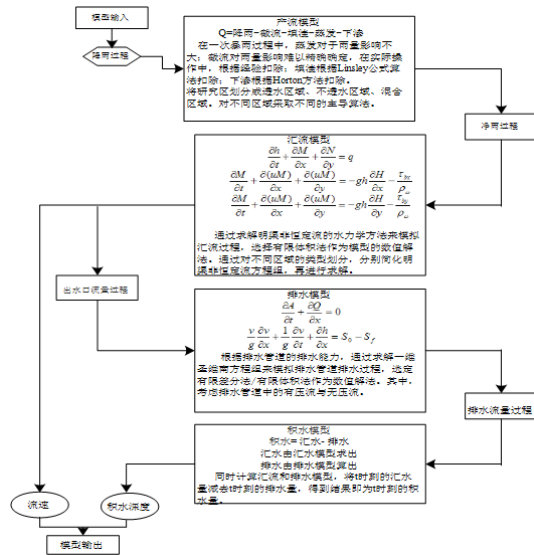 模型输入
降雨过程
产流模型
Q=降雨-截流-填洼-蒸发-下渗
在一次暴雨过程中，蒸发对于雨量影响不
大；截流对雨量影响难以精确确定，在实际操
作中，根据经验扣除；填洼根据Linsley公式算
法扣除；下渗根据Horton方法扣除。
将研究区划分成透水区域、不透水区域、混合
区域。对不同区域采取不同的主导算法。
净雨过程
汇流模型
∂h/∂t + ∂M/∂x + ∂N/∂y = q
∂M/∂t + ∂(uM)/∂x + ∂(uM)/∂y = -gh ∂H/∂x - τbx/ρω
∂M/∂t + ∂(uM)/∂x + ∂(uM)/∂y = -gh ∂H/∂y - τby/ρω
通过求解明渠非恒定流的水力学方法来模拟
汇流过程，选择有限体积法作为模型的数值解
法。通过对不同区域的类型划分，分别简化明
渠非恒定流方程组，再进行求解。
出水口流量过程
排水模型
∂A/∂t + ∂Q/∂x = 0
v/g ∂v/∂x + 1/g ∂v/∂t + ∂h/∂x = S0 - Sf
根据排水管道的排水能力，通过求解一维
圣维南方程组来模拟排水管道排水过程，选定
有限差分法/有限体积法作为数值解法。其中，
考虑排水管道中的有压流与无压流。
排水流量过程
积水模型
积水=汇水-排水
汇水由汇水模型求出
排水由排水模型算出
同时计算汇流和排水模型，将t时刻的汇水
量减去t时刻的排水量，得到结果即为t时刻的积
水量。
流速
积水深度
模型输出